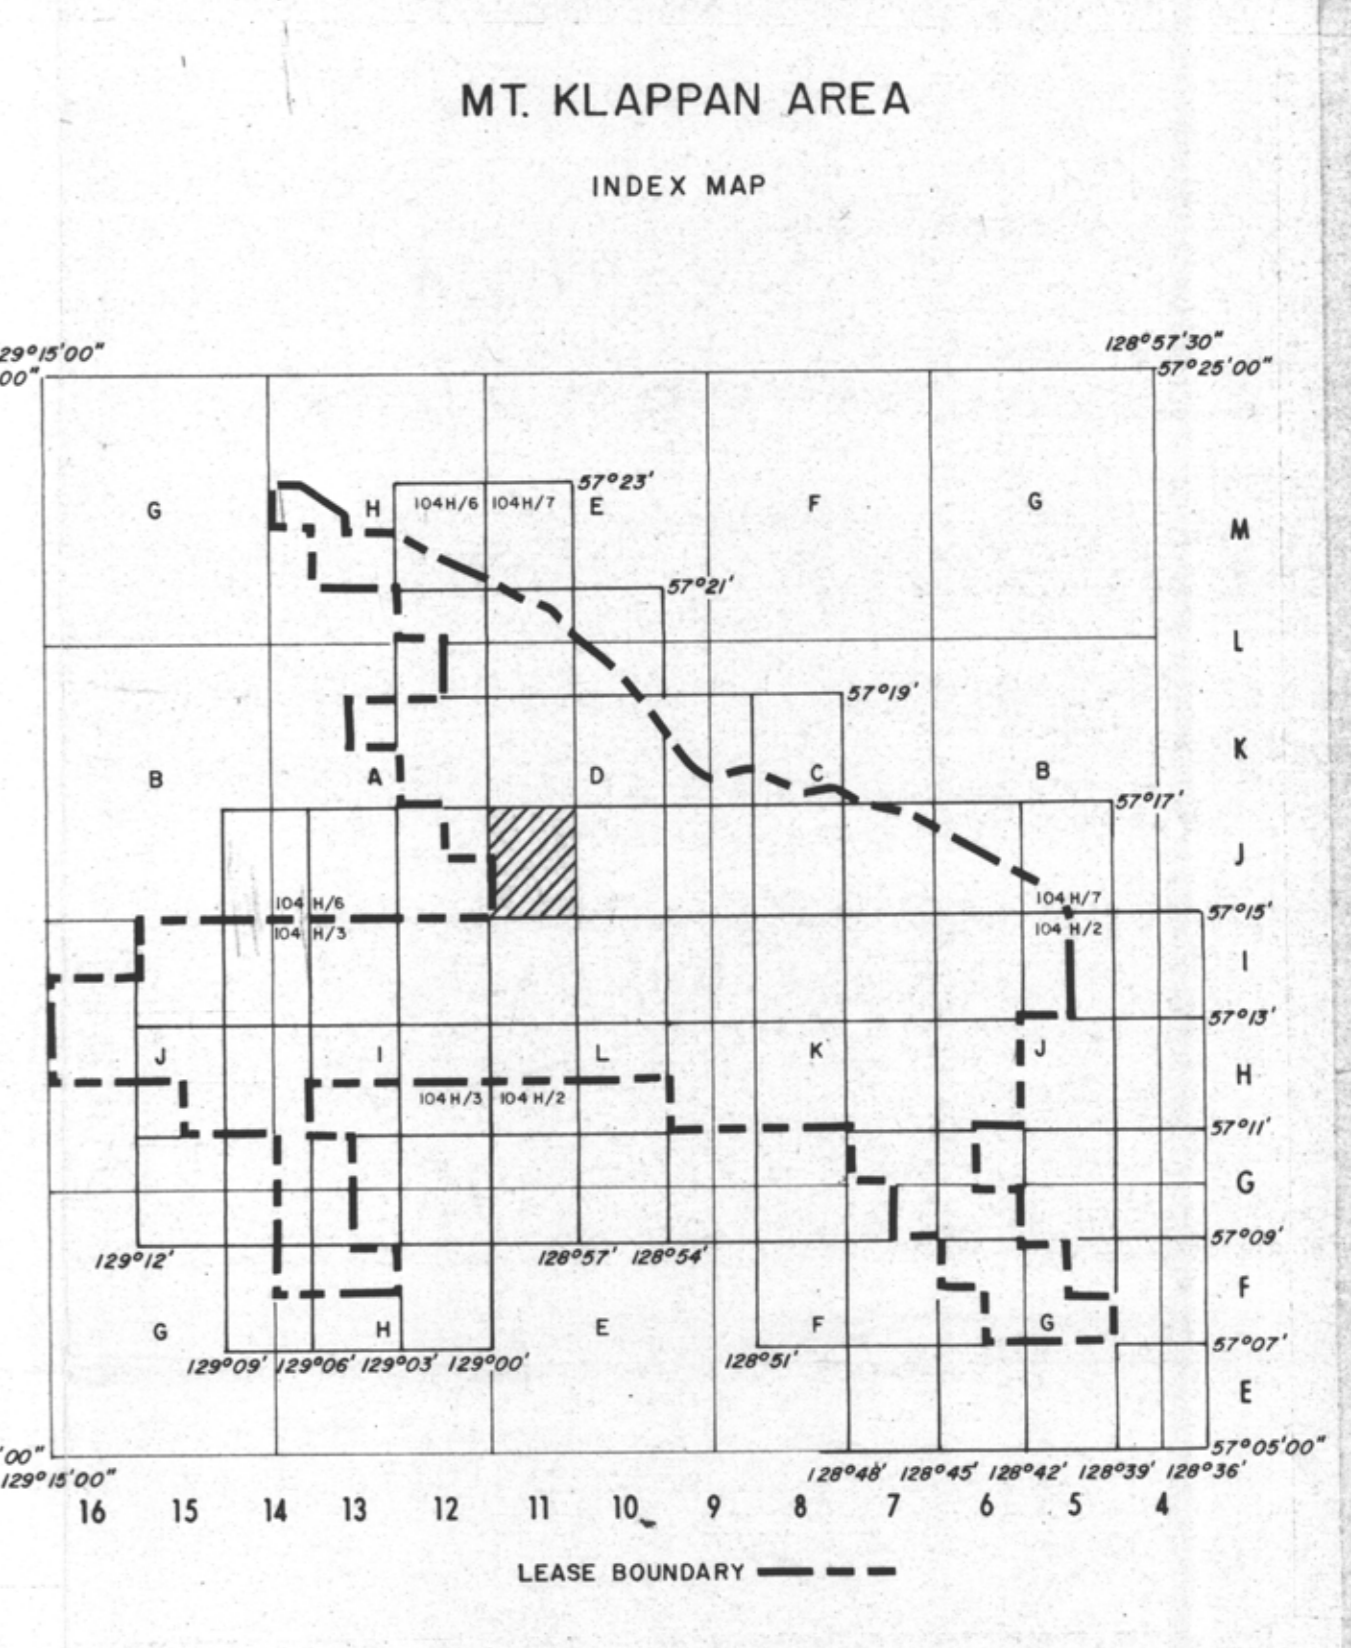 MT. KLAPPAN AREA
INDEX MAP
29°15'00" 128°57'30"
00" 57°25'00"
57°23'
G H 104H/6 104H/7 E F G
M
57°21'
L
57°19'
K
B A D C B
57°17'
J
104 H/6 104 H/7
57°15'
104 H/3 104 H/2
I
57°13'
J I L K J
H
104H/3 104H/2
57°11'
G
57°09'
129°12' 128°57' 128°54'
F
G H E F G
57°07'
129°09' 129°06' 129°03' 129°00' 128°51'
E
'00" 57°05'00"
129°15'00" 128°48' 128°45' 128°42' 128°39' 128°36'
16 15 14 13 12 11 10 9 8 7 6 5 4
LEASE BOUNDARY